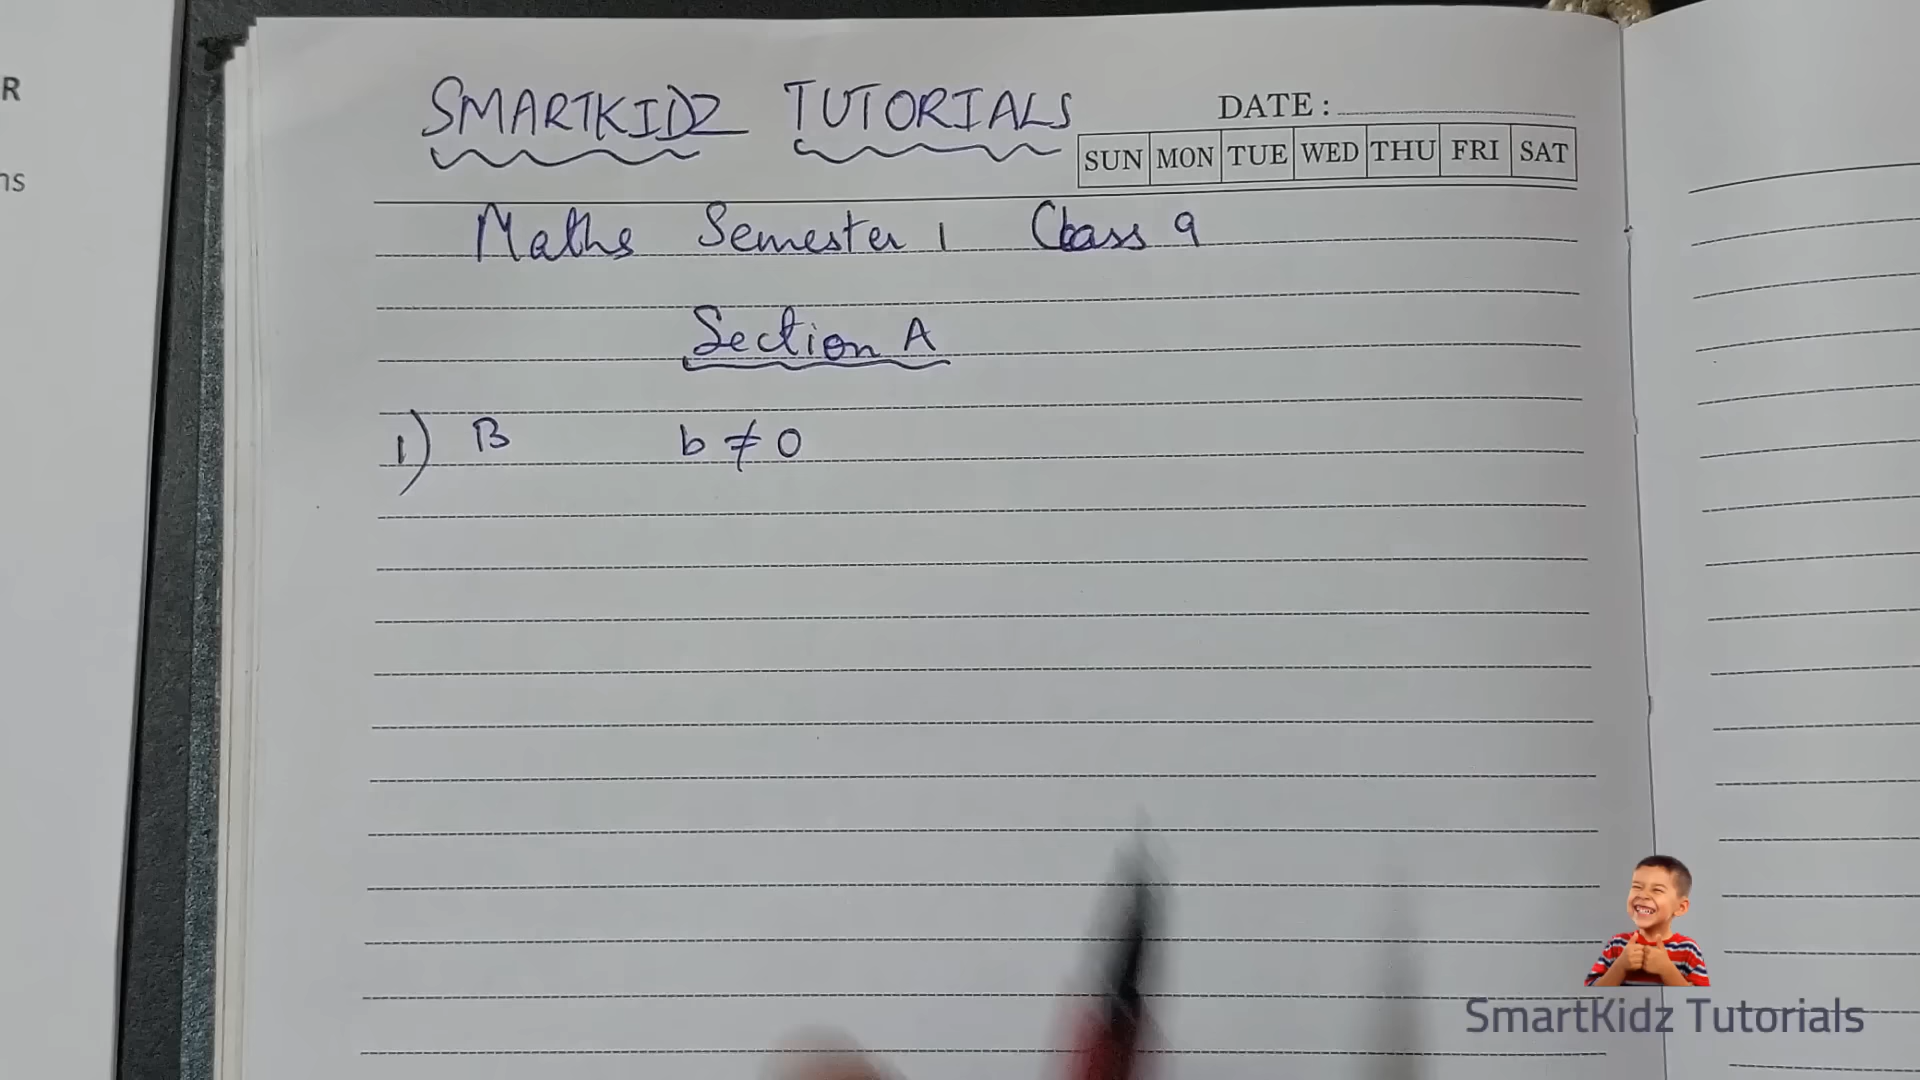 R
ns
SMARTKIDZ TUTORIALS
DATE :
SUN MON TUE WED THU FRI SAT
Maths Semester 1 Class 9
Section A
1) B b ≠ 0
SmartKidz Tutorials